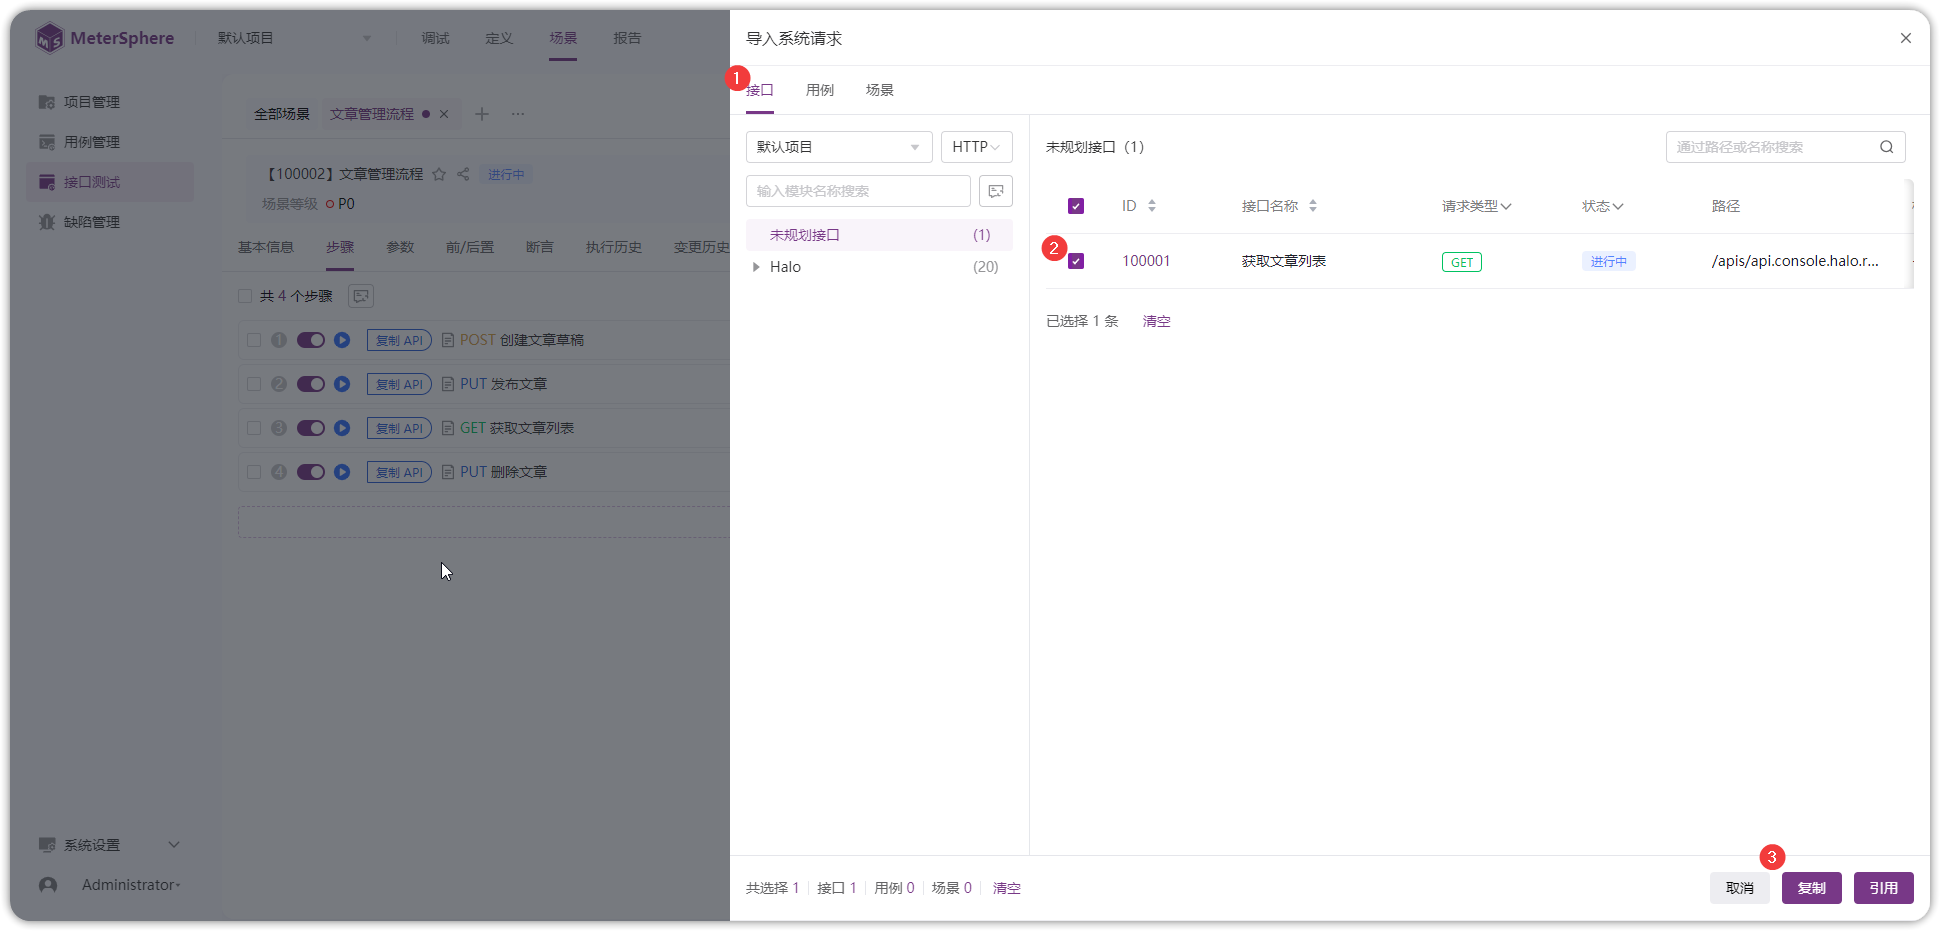 MeterSphere
默认项目
调试
定义
场景
报告
项目管理
用例管理
接口测试
缺陷管理
系统设置
Administrator
全部场景
文章管理流程
【100002】文章管理流程
进行中
场景等级
P0
基本信息
步骤
参数
前/后置
断言
执行历史
变更历史
共 4 个步骤
1 复制 API POST 创建文章草稿
2 复制 API PUT 发布文章
3 复制 API GET 获取文章列表
4 复制 API PUT 删除文章
导入系统请求
1
接口
用例
场景
默认项目
HTTP
输入模块名称搜索
未规划接口 (1)
Halo (20)
未规划接口 (1)
通过路径或名称搜索
ID
接口名称
请求类型
状态
路径
2
100001
获取文章列表
GET
进行中
/apis/api.console.halo.r...
已选择 1 条
清空
共选择 1
接口 1
用例 0
场景 0
清空
3
取消
复制
引用